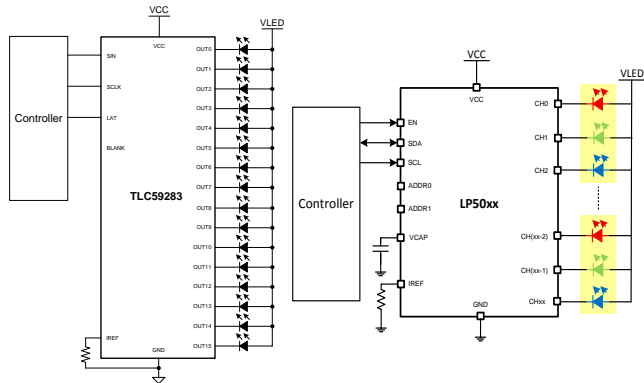 VCC
VLED
Controller
VCC
SIN
SCLK
LAT
BLANK
TLC59283
IREF
GND
OUT0
OUT1
OUT2
OUT3
OUT4
OUT5
OUT6
OUT7
OUT8
OUT9
OUT10
OUT11
OUT12
OUT13
OUT14
OUT15
VCC
VLED
Controller
VCC
EN
SDA
SCL
ADDR0
ADDR1
LP50xx
VCAP
IREF
GND
CH0
CH1
CH2
CH(xx-2)
CH(xx-1)
CHxx